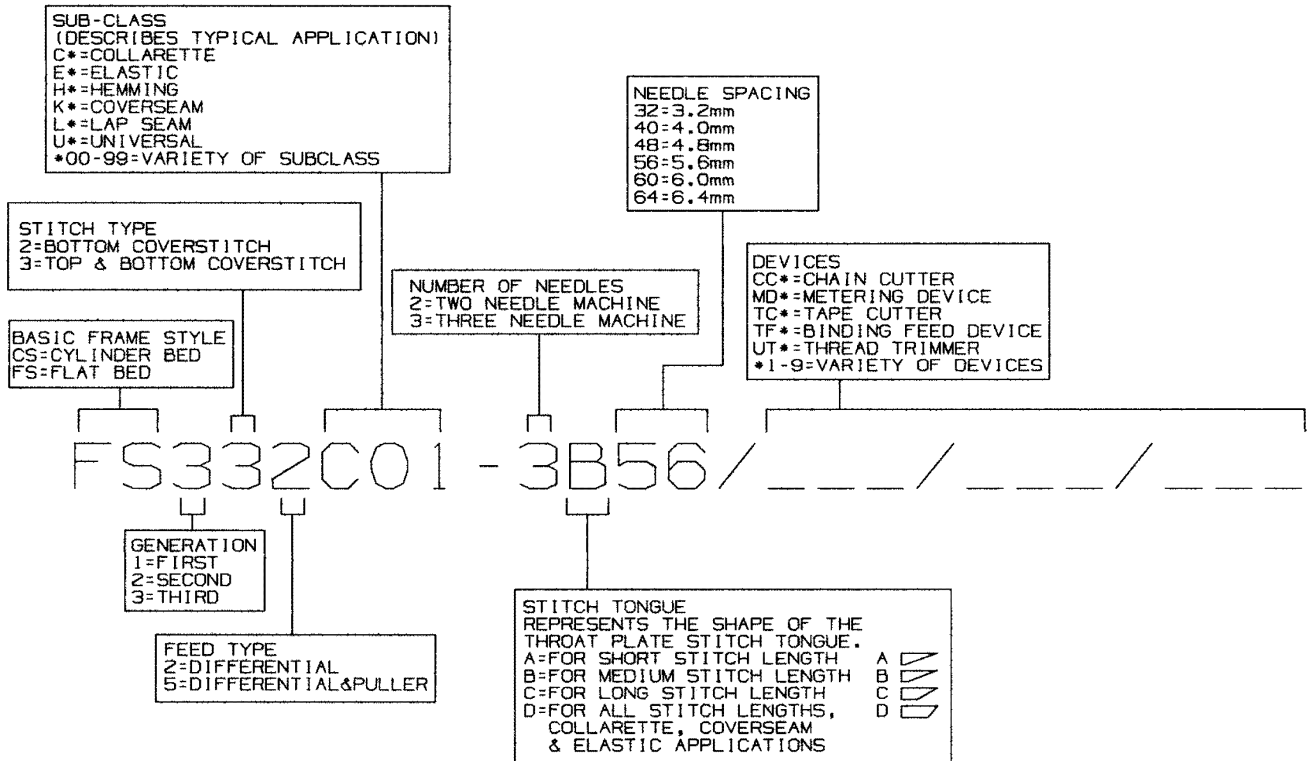 SUB-CLASS
(DESCRIBES TYPICAL APPLICATION)
C*=COLLARETTE
E*=ELASTIC
H*=HEMMING
K*=COVERSEAM
L*=LAP SEAM
U*=UNIVERSAL
*00-99=VARIETY OF SUBCLASS
NEEDLE SPACING
32=3.2mm
40=4.0mm
48=4.8mm
56=5.6mm
60=6.0mm
64=6.4mm
STITCH TYPE
2=BOTTOM COVERSTITCH
3=TOP & BOTTOM COVERSTITCH
NUMBER OF NEEDLES
2=TWO NEEDLE MACHINE
3=THREE NEEDLE MACHINE
DEVICES
CC*=CHAIN CUTTER
MD*=METERING DEVICE
TC*=TAPE CUTTER
TF*=BINDING FEED DEVICE
UT*=THREAD TRIMMER
*1-9=VARIETY OF DEVICES
BASIC FRAME STYLE
CS=CYLINDER BED
FS=FLAT BED
FS332C01-3B56/___/___/___
GENERATION
1=FIRST
2=SECOND
3=THIRD
FEED TYPE
2=DIFFERENTIAL
5=DIFFERENTIAL&PULLER
STITCH TONGUE
REPRESENTS THE SHAPE OF THE
THROAT PLATE STITCH TONGUE.
A=FOR SHORT STITCH LENGTH A
B=FOR MEDIUM STITCH LENGTH B
C=FOR LONG STITCH LENGTH C
D=FOR ALL STITCH LENGTHS, D
COLLARETTE, COVERSEAM
& ELASTIC APPLICATIONS